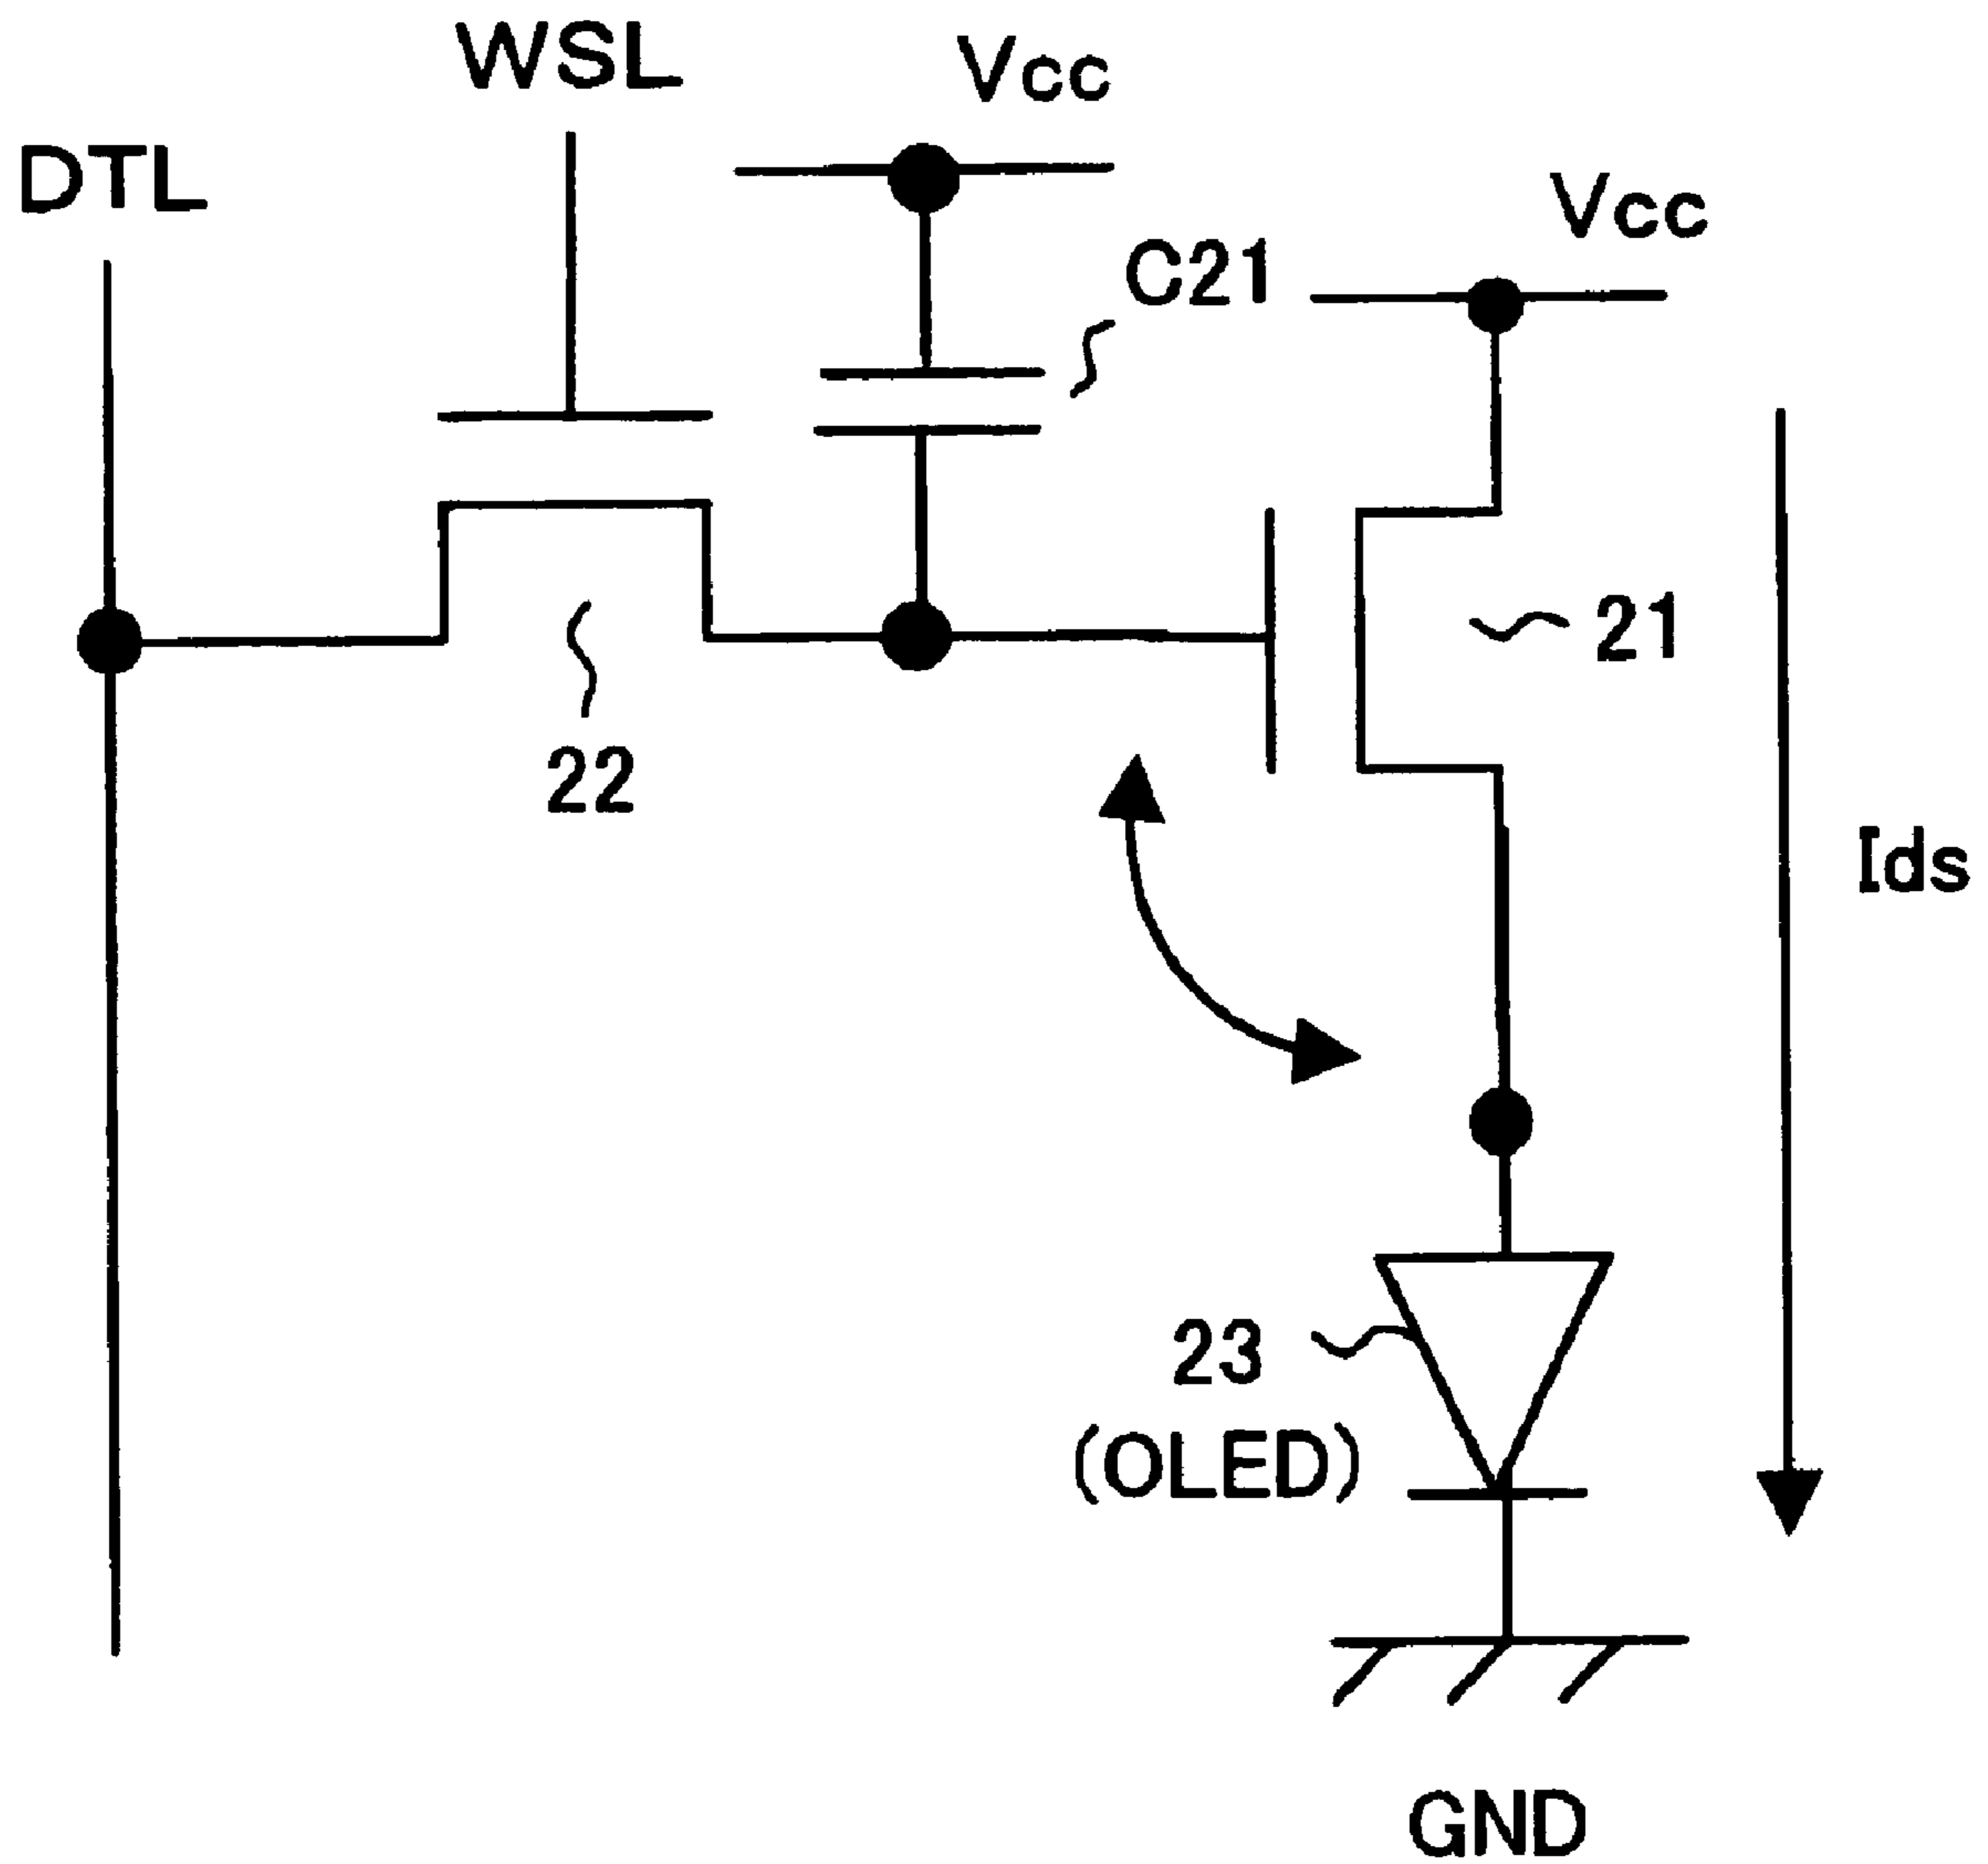 WSL
Vcc
DTL
Vcc
C21
21
22
Ids
23
(OLED)
GND